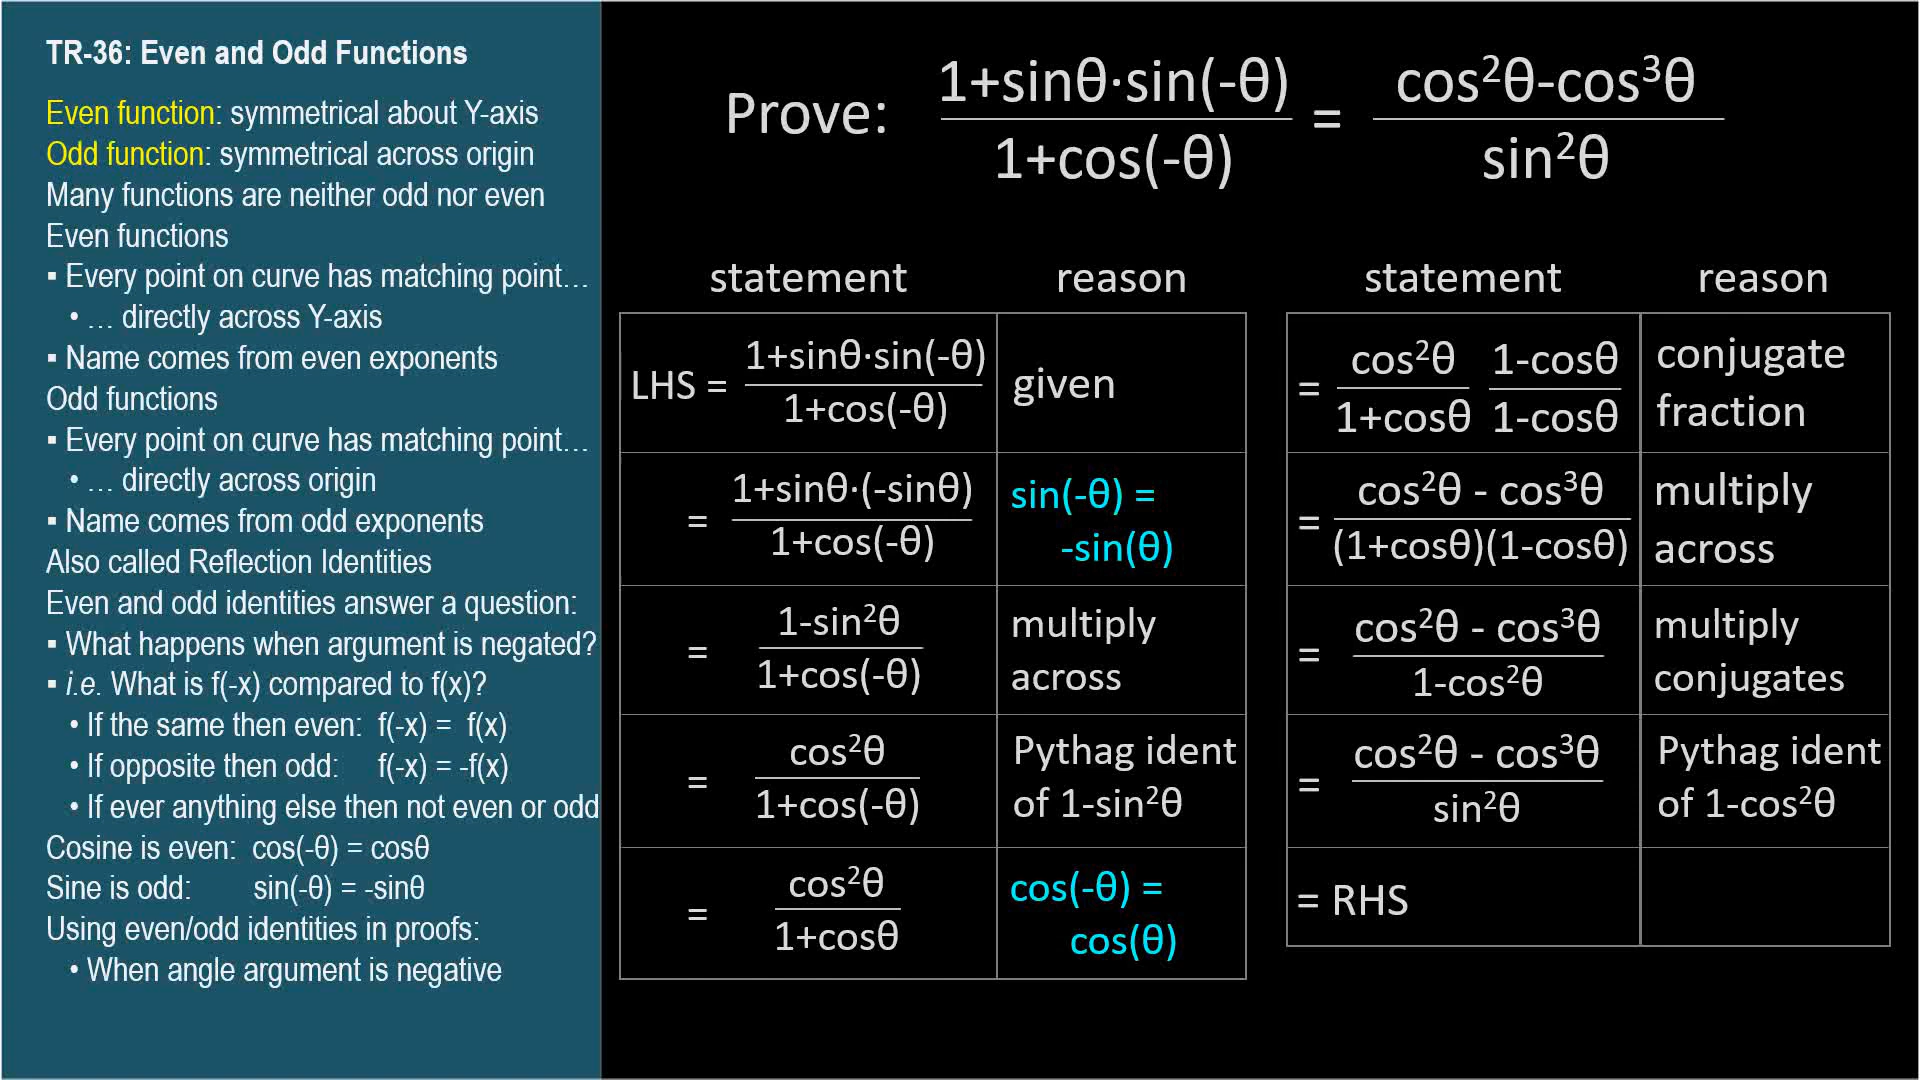 TR-36: Even and Odd Functions
Even function: symmetrical about Y-axis
Odd function: symmetrical across origin
Many functions are neither odd nor even
Even functions
▪ Every point on curve has matching point…
• … directly across Y-axis
▪ Name comes from even exponents
Odd functions
▪ Every point on curve has matching point…
• … directly across origin
▪ Name comes from odd exponents
Also called Reflection Identities
Even and odd identities answer a question:
▪ What happens when argument is negated?
▪ i.e. What is f(-x) compared to f(x)?
• If the same then even: f(-x) = f(x)
• If opposite then odd: f(-x) = -f(x)
• If ever anything else then not even or odd
Cosine is even: cos(-θ) = cosθ
Sine is odd: sin(-θ) = -sinθ
Using even/odd identities in proofs:
• When angle argument is negative
Prove:
1+sinθ·sin(-θ)
1+cos(-θ)
=
cos²θ-cos³θ
sin²θ
statement
reason
LHS =
1+sinθ·sin(-θ)
1+cos(-θ)
given
=
1+sinθ·(-sinθ)
1+cos(-θ)
sin(-θ) =
-sin(θ)
=
1-sin²θ
1+cos(-θ)
multiply
across
=
cos²θ
1+cos(-θ)
Pythag ident
of 1-sin²θ
=
cos²θ
1+cosθ
cos(-θ) =
cos(θ)
statement
reason
=
cos²θ 1-cosθ
1+cosθ 1-cosθ
conjugate
fraction
=
cos²θ - cos³θ
(1+cosθ)(1-cosθ)
multiply
across
=
cos²θ - cos³θ
1-cos²θ
multiply
conjugates
=
cos²θ - cos³θ
sin²θ
Pythag ident
of 1-cos²θ
= RHS